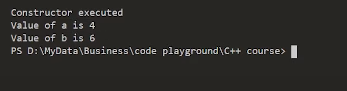 Constructor executed
Value of a is 4
Value of b is 6
PS D:\MyData\Business\code playground\C++ course>